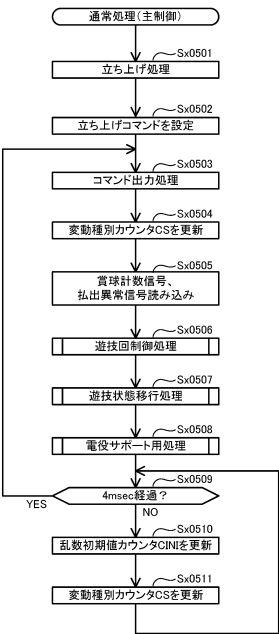 通常処理(主制御)
Sx0501
立ち上げ処理
Sx0502
立ち上げコマンドを設定
Sx0503
コマンド出力処理
Sx0504
変動種別カウンタCSを更新
Sx0505
賞球計数信号、
払出異常信号読み込み
Sx0506
遊技回制御処理
Sx0507
遊技状態移行処理
Sx0508
電役サポート用処理
Sx0509
4msec経過?
YES
NO
Sx0510
乱数初期値カウンタCINIを更新
Sx0511
変動種別カウンタCSを更新